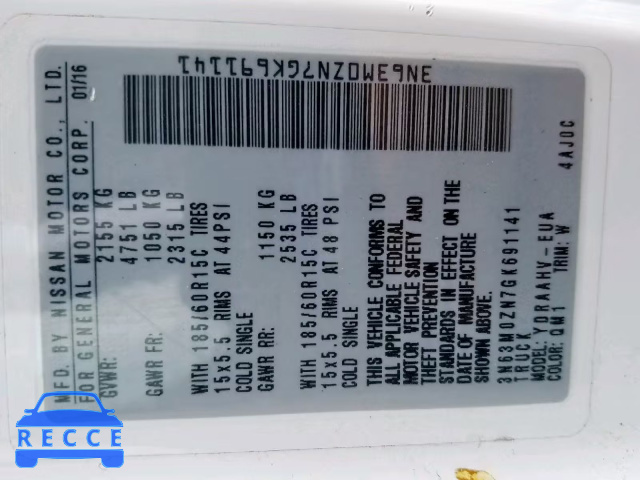 MFD. BY NISSAN MOTOR CO., LTD.
FOR GENERAL MOTORS CORP. 01/16
GVWR: 2155 KG
4751 LB
GAWR FR: 1050 KG
2315 LB
WITH 185/60R15C TIRES
15x5.5 RIMS AT 44PSI
COLD SINGLE
GAWR RR: 1150 KG
2535 LB
WITH 185/60R15C TIRES
15x5.5 RIMS AT 48 PSI
COLD SINGLE
THIS VEHICLE CONFORMS TO
ALL APPLICABLE FEDERAL
MOTOR VEHICLE SAFETY AND
THEFT PREVENTION
STANDARDS IN EFFECT ON THE
DATE OF MANUFACTURE
SHOWN ABOVE.
3N63M0ZN7GK691141
TRUCK
MODEL: YDRAAHV-EUA
COLOR: QM1 TRIM: W
3N63M0ZN7GK691141
4AJ0C
RECCE